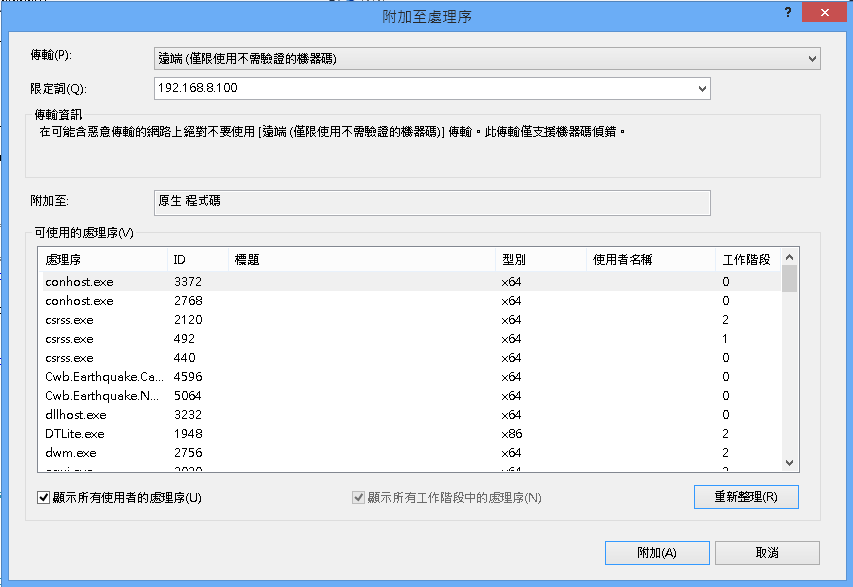 附加至處理序
?
傳輸(P):
遠端 (僅限使用不需驗證的機器碼)
限定詞(Q):
192.168.8.100
傳輸資訊
在可能含惡意傳輸的網路上絕對不要使用 [遠端 (僅限使用不需驗證的機器碼)] 傳輸。此傳輸僅支援機器碼偵錯。
附加至:
原生 程式碼
可使用的處理序(V)
處理序 ID 標題 型別 使用者名稱 工作階段
conhost.exe 3372 x64 0
conhost.exe 2768 x64 0
csrss.exe 2120 x64 2
csrss.exe 492 x64 1
csrss.exe 440 x64 0
Cwb.Earthquake.Ca... 4596 x64 0
Cwb.Earthquake.N... 5064 x64 0
dllhost.exe 3232 x64 0
DTLite.exe 1948 x86 2
dwm.exe 2756 x64 2
顯示所有使用者的處理序(U) 顯示所有工作階段中的處理序(N) 重新整理(R)
附加(A) 取消